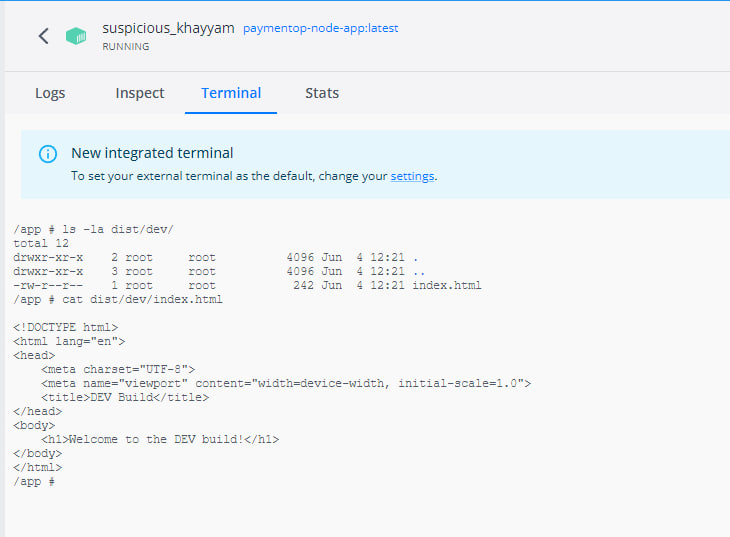 suspicious_khayyam paymentop-node-app:latest
RUNNING
Logs Inspect Terminal Stats
New integrated terminal
To set your external terminal as the default, change your settings.
/app # ls -la dist/dev/
total 12
drwxr-xr-x    2 root     root          4096 Jun  4 12:21 .
drwxr-xr-x    3 root     root          4096 Jun  4 12:21 ..
-rw-r--r--    1 root     root           242 Jun  4 12:21 index.html
/app # cat dist/dev/index.html
<!DOCTYPE html>
<html lang="en">
<head>
    <meta charset="UTF-8">
    <meta name="viewport" content="width=device-width, initial-scale=1.0">
    <title>DEV Build</title>
</head>
<body>
    <h1>Welcome to the DEV build!</h1>
</body>
</html>
/app #